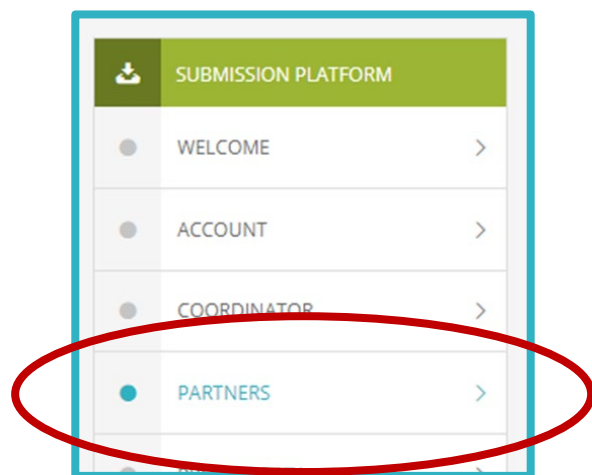 SUBMISSION PLATFORM
WELCOME
ACCOUNT
COORDINATOR
PARTNERS